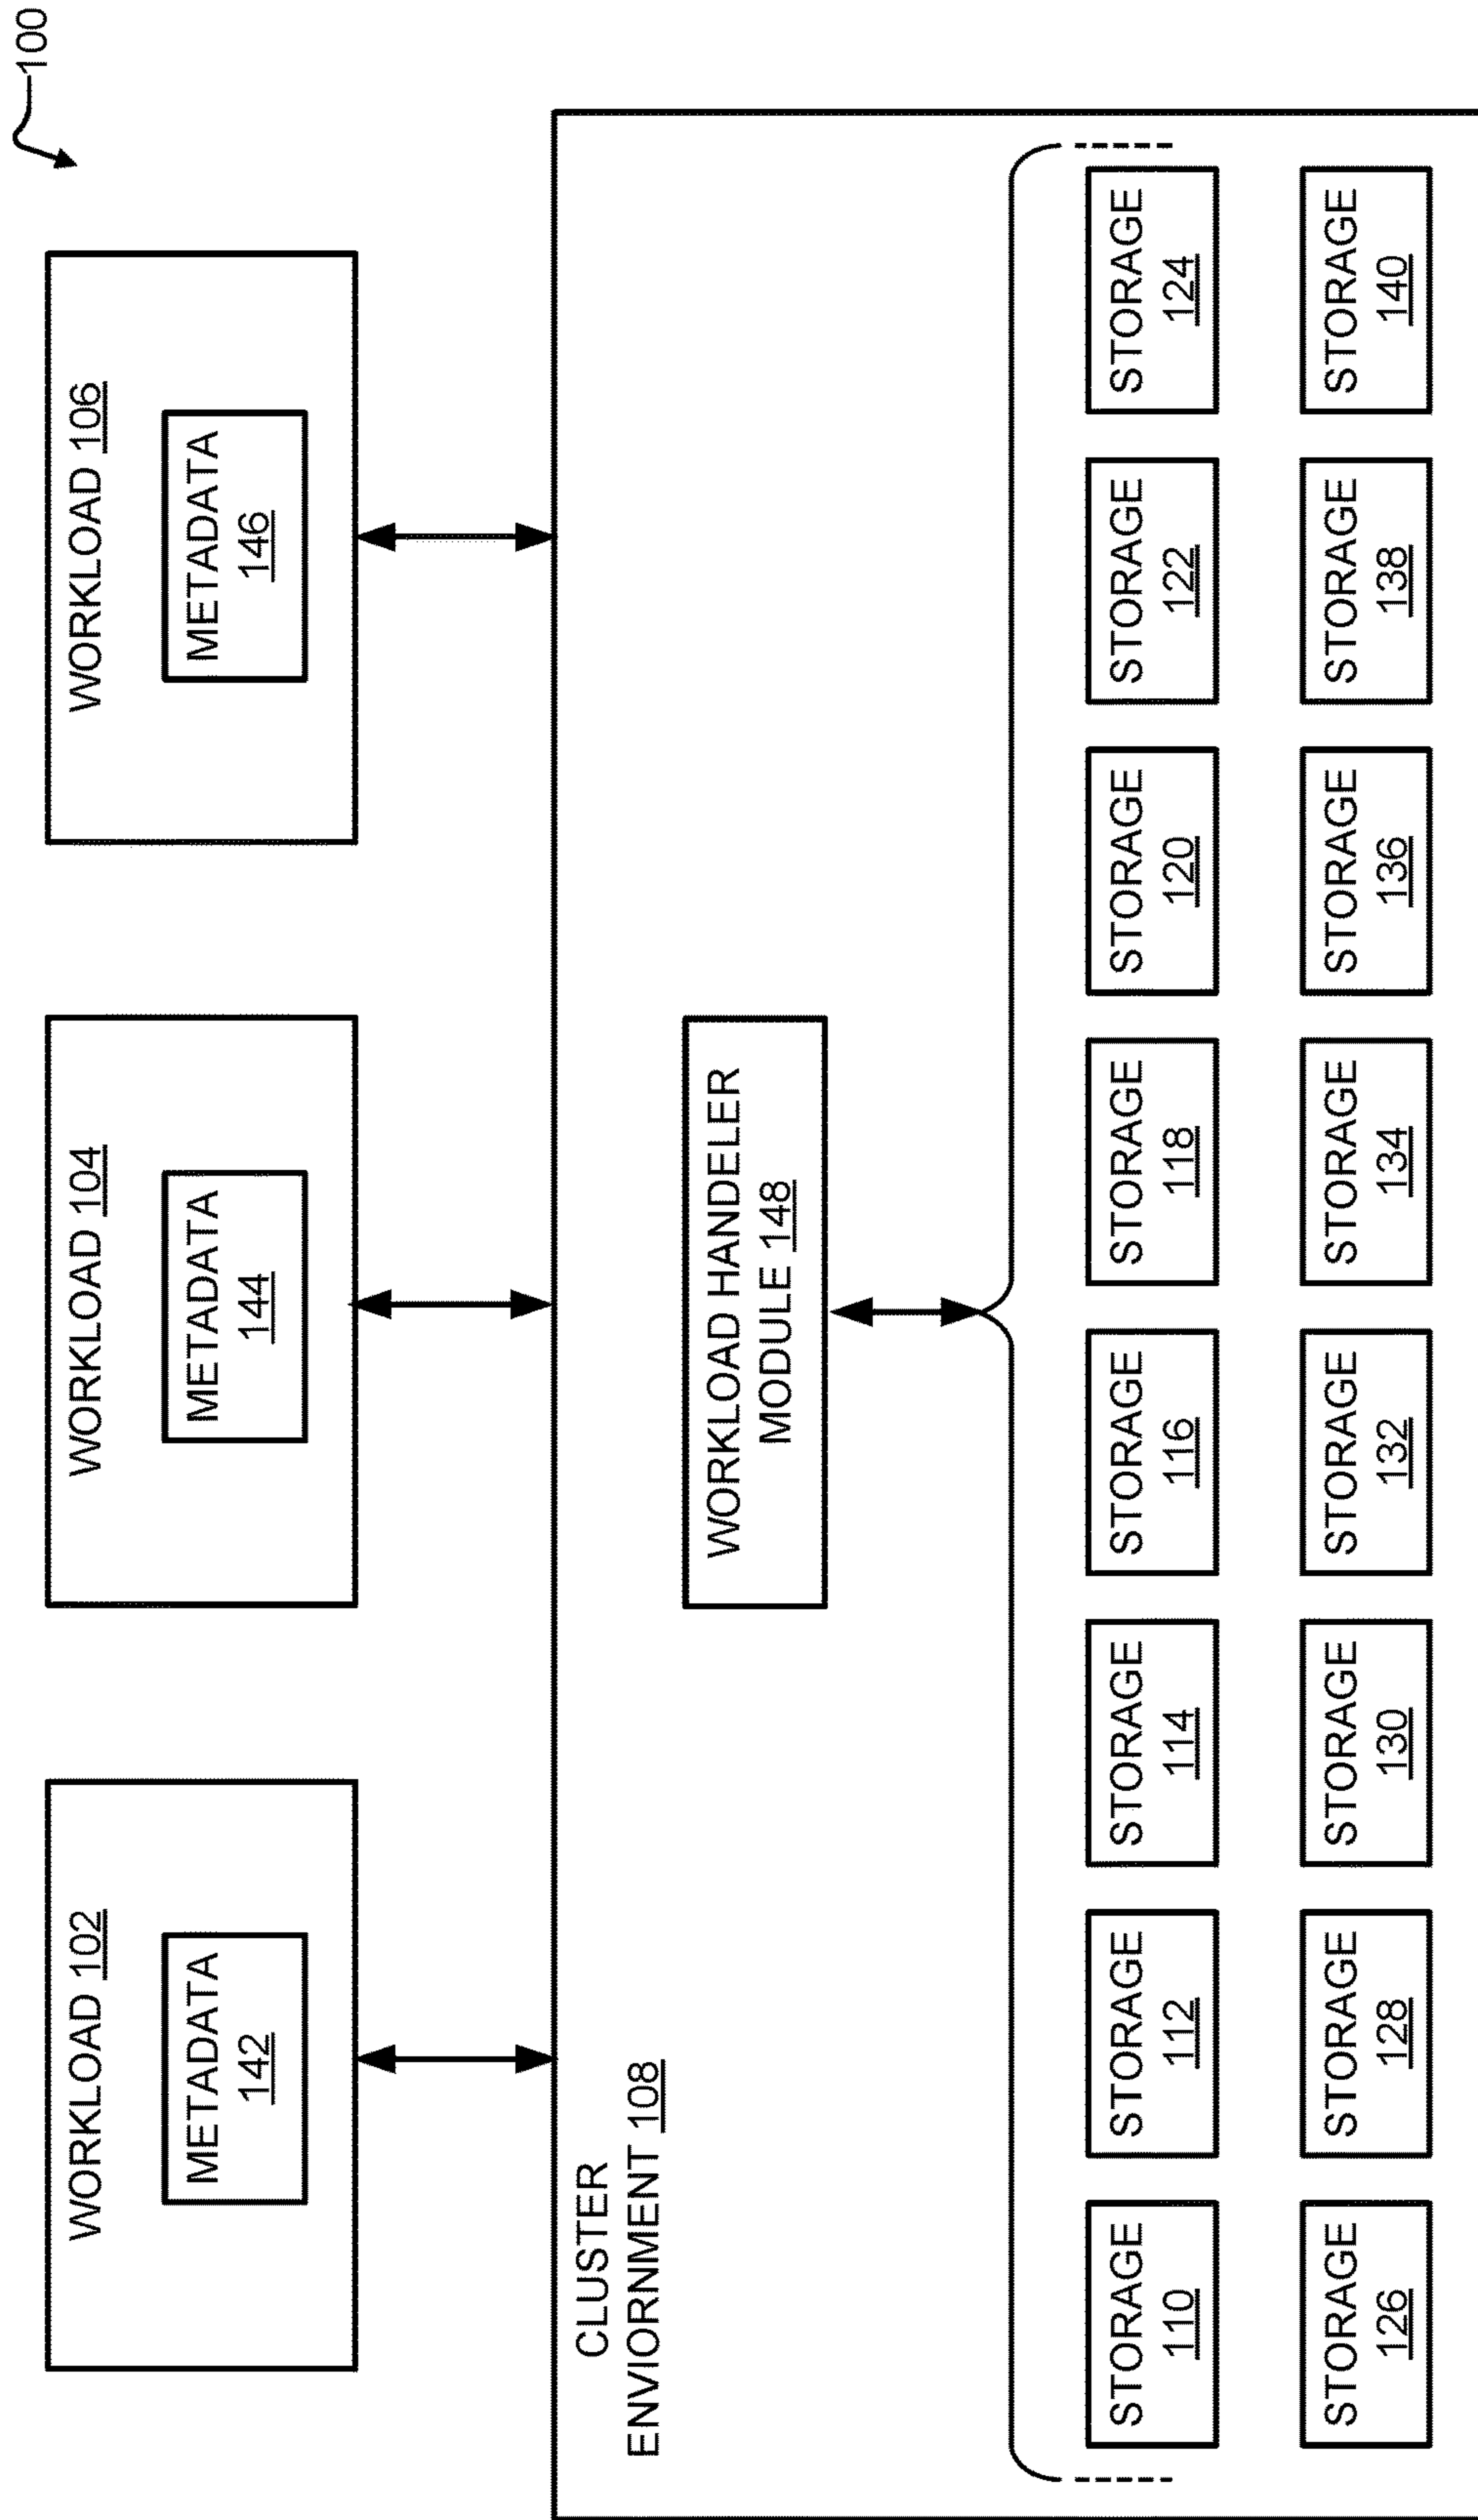 100
WORKLOAD 102
METADATA
142
WORKLOAD 104
METADATA
144
WORKLOAD 106
METADATA
146
CLUSTER
ENVIORNMENT 108
WORKLOAD HANDELER
MODULE 148
STORAGE
110
STORAGE
112
STORAGE
114
STORAGE
116
STORAGE
118
STORAGE
120
STORAGE
122
STORAGE
124
STORAGE
126
STORAGE
128
STORAGE
130
STORAGE
132
STORAGE
134
STORAGE
136
STORAGE
138
STORAGE
140